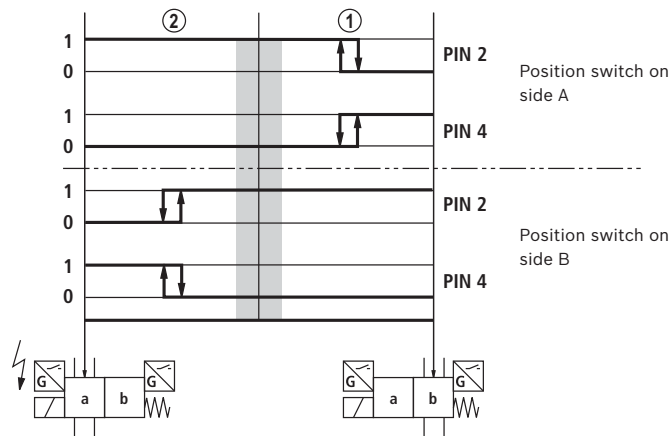 ② ①
1 PIN 2
0
Position switch on
side A
1
0 PIN 4
1 PIN 2
0
Position switch on
side B
1 PIN 4
0
G G G G
a b a b